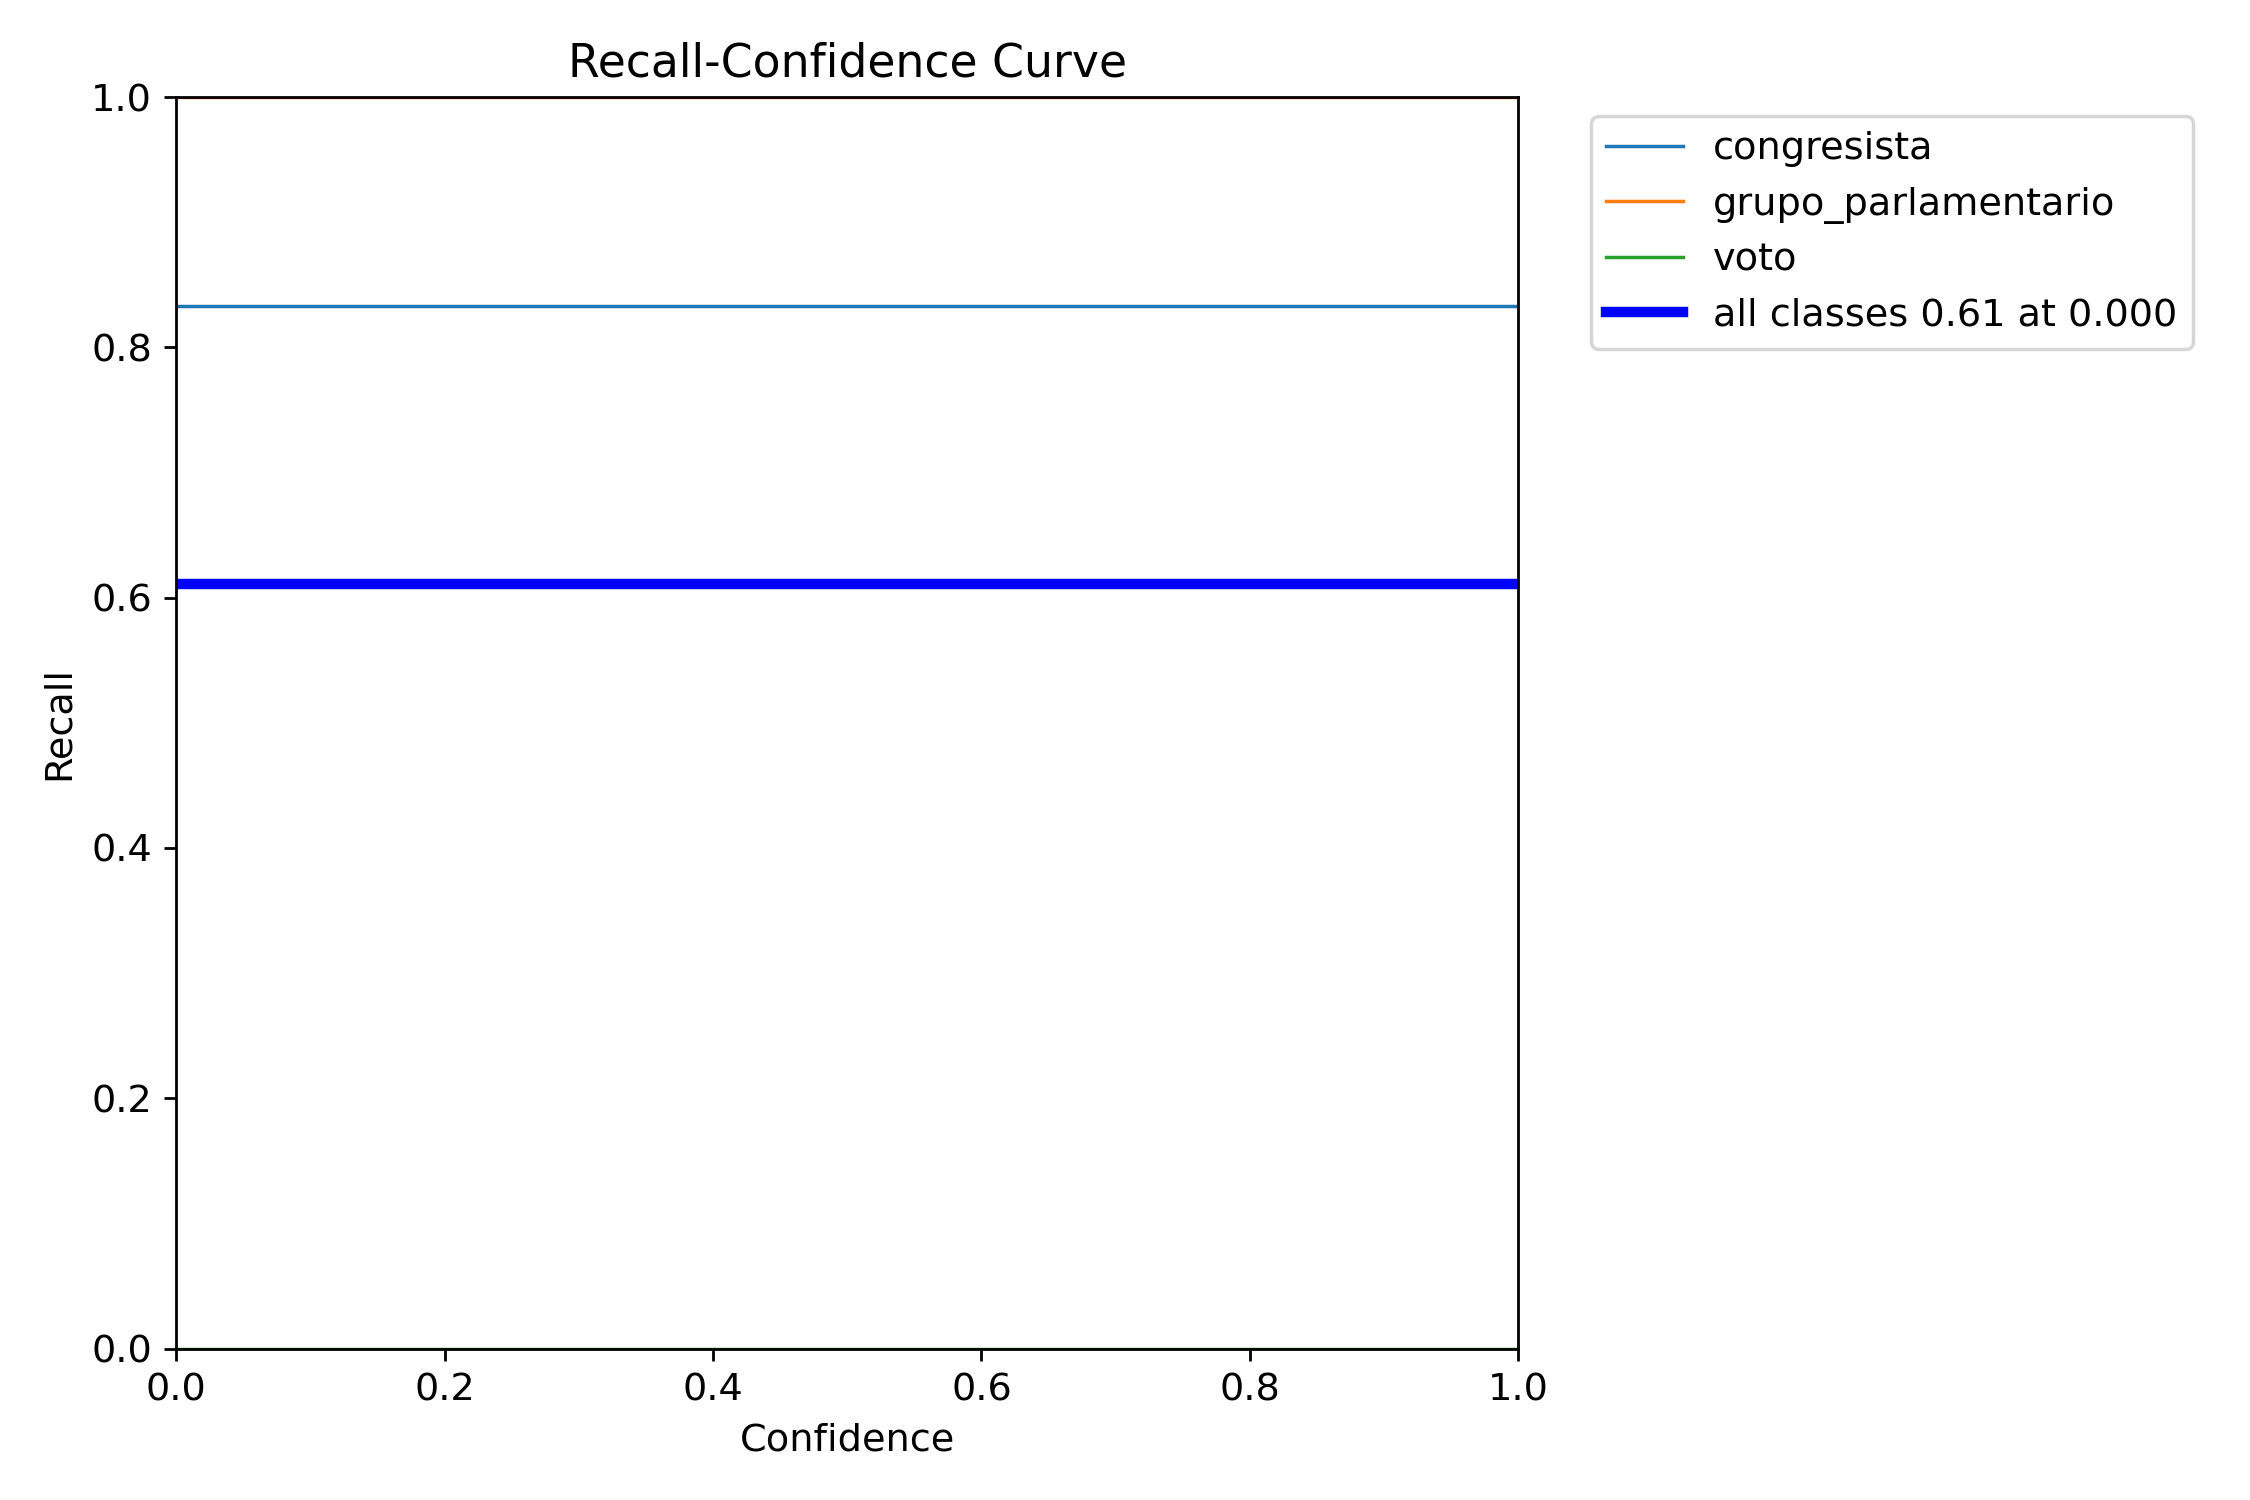 Recall-Confidence Curve
1.0
0.8
0.6
0.4
0.2
0.0
Recall
0.0 0.2 0.4 0.6 0.8 1.0
Confidence
congresista
grupo_parlamentario
voto
all classes 0.61 at 0.000